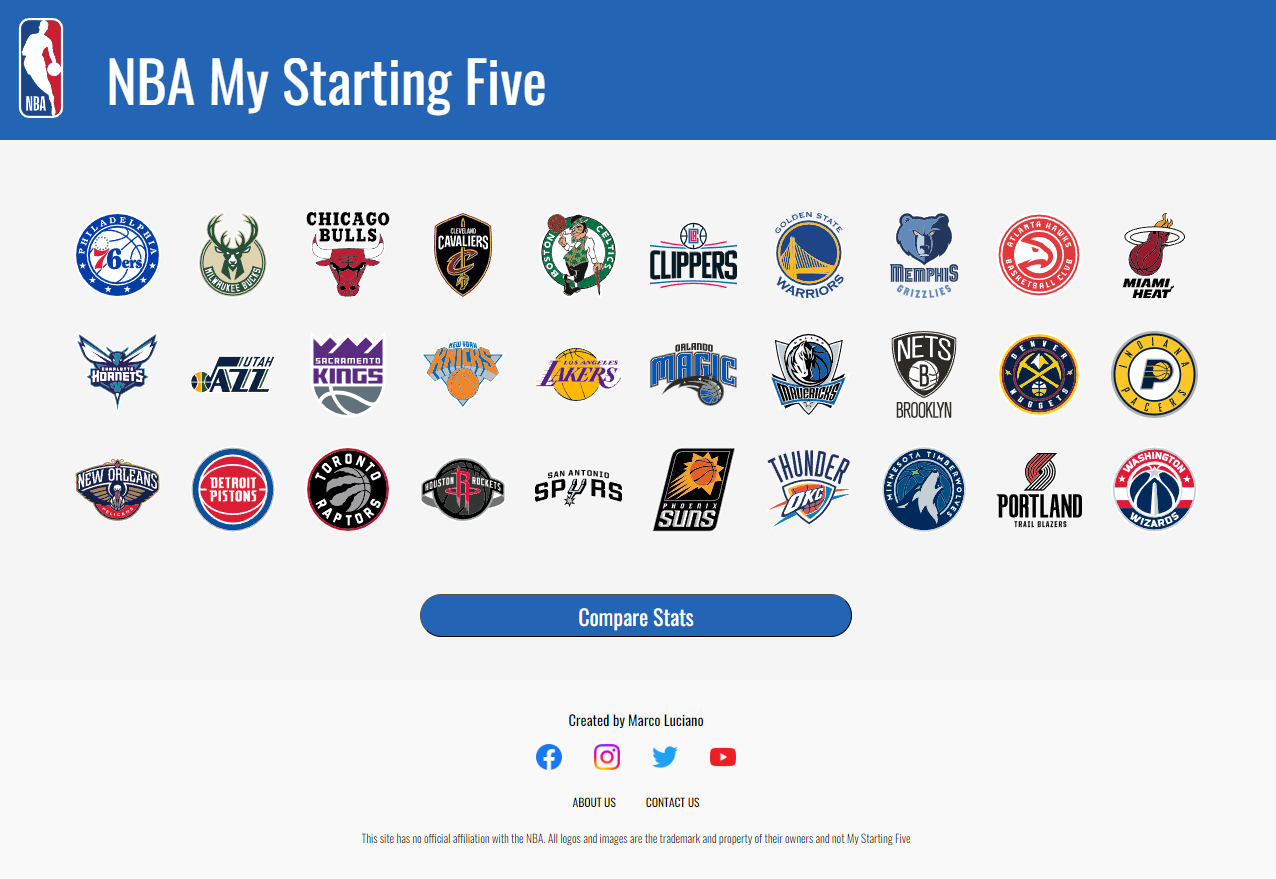 NBA
NBA My Starting Five
PHILADELPHIA
76ers
MILWAUKEE BUCKS
CHICAGO
BULLS
CLEVELAND
CAVALIERS
BOSTON CELTICS
CLIPPERS
GOLDEN STATE
WARRIORS
MEMPHIS
GRIZZLIES
ATLANTA HAWKS
BASKETBALL CLUB
MIAMI
HEAT
CHARLOTTE
HORNETS
UTAH
JAZZ
SACRAMENTO
KINGS
NEW YORK
KNICKS
LOS ANGELES
LAKERS
ORLANDO
MAGIC
MAVERICKS
NETS
B
BROOKLYN
DENVER
NUGGETS
INDIANA
P
PACERS
NEW ORLEANS
PELICANS
DETROIT
PISTONS
TORONTO
RAPTORS
HOUSTON R ROCKETS
SAN ANTONIO
SPURS
PHOENIX
SUNS
THUNDER
OKC
MINNESOTA TIMBERWOLVES
PORTLAND
TRAIL BLAZERS
WASHINGTON
WIZARDS
Compare Stats
Created by Marco Luciano
ABOUT US CONTACT US
This site has no official affiliation with the NBA. All logos and images are the trademark and property of their owners and not My Starting Five